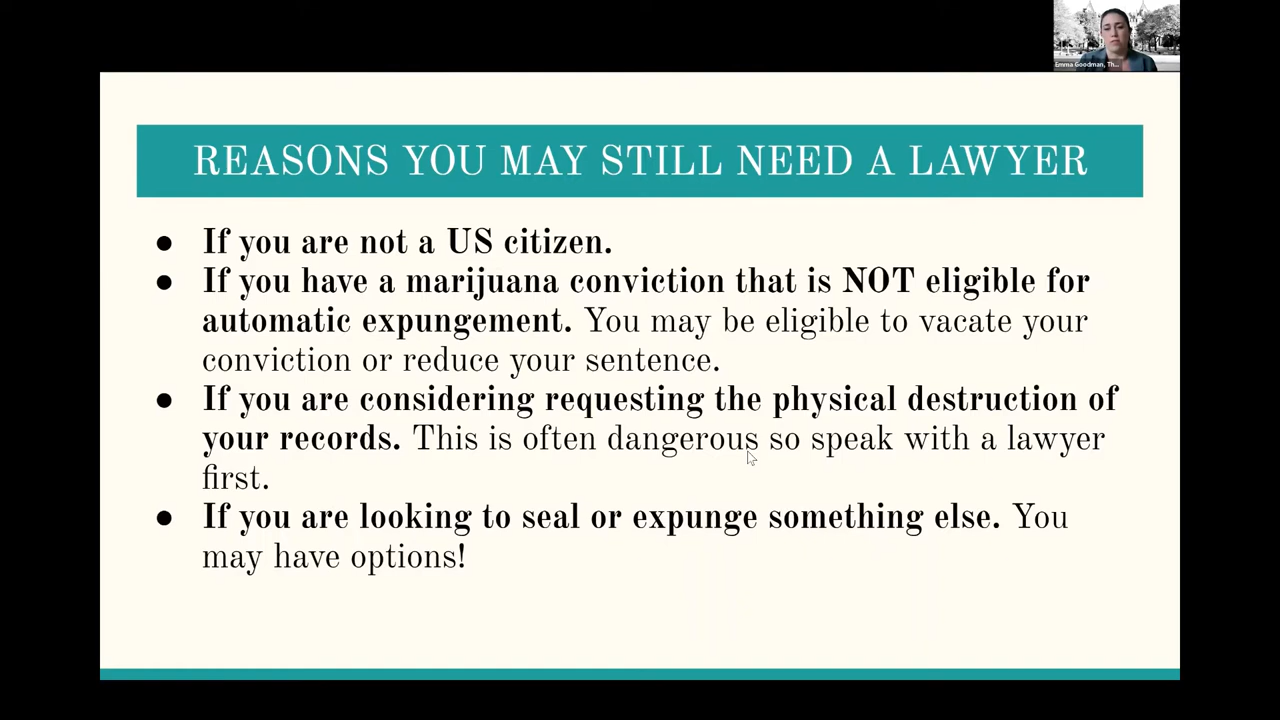 Emma Goodman, Th...
REASONS YOU MAY STILL NEED A LAWYER
● If you are not a US citizen.
● If you have a marijuana conviction that is NOT eligible for
automatic expungement. You may be eligible to vacate your
conviction or reduce your sentence.
● If you are considering requesting the physical destruction of
your records. This is often dangerous so speak with a lawyer
first.
● If you are looking to seal or expunge something else. You
may have options!